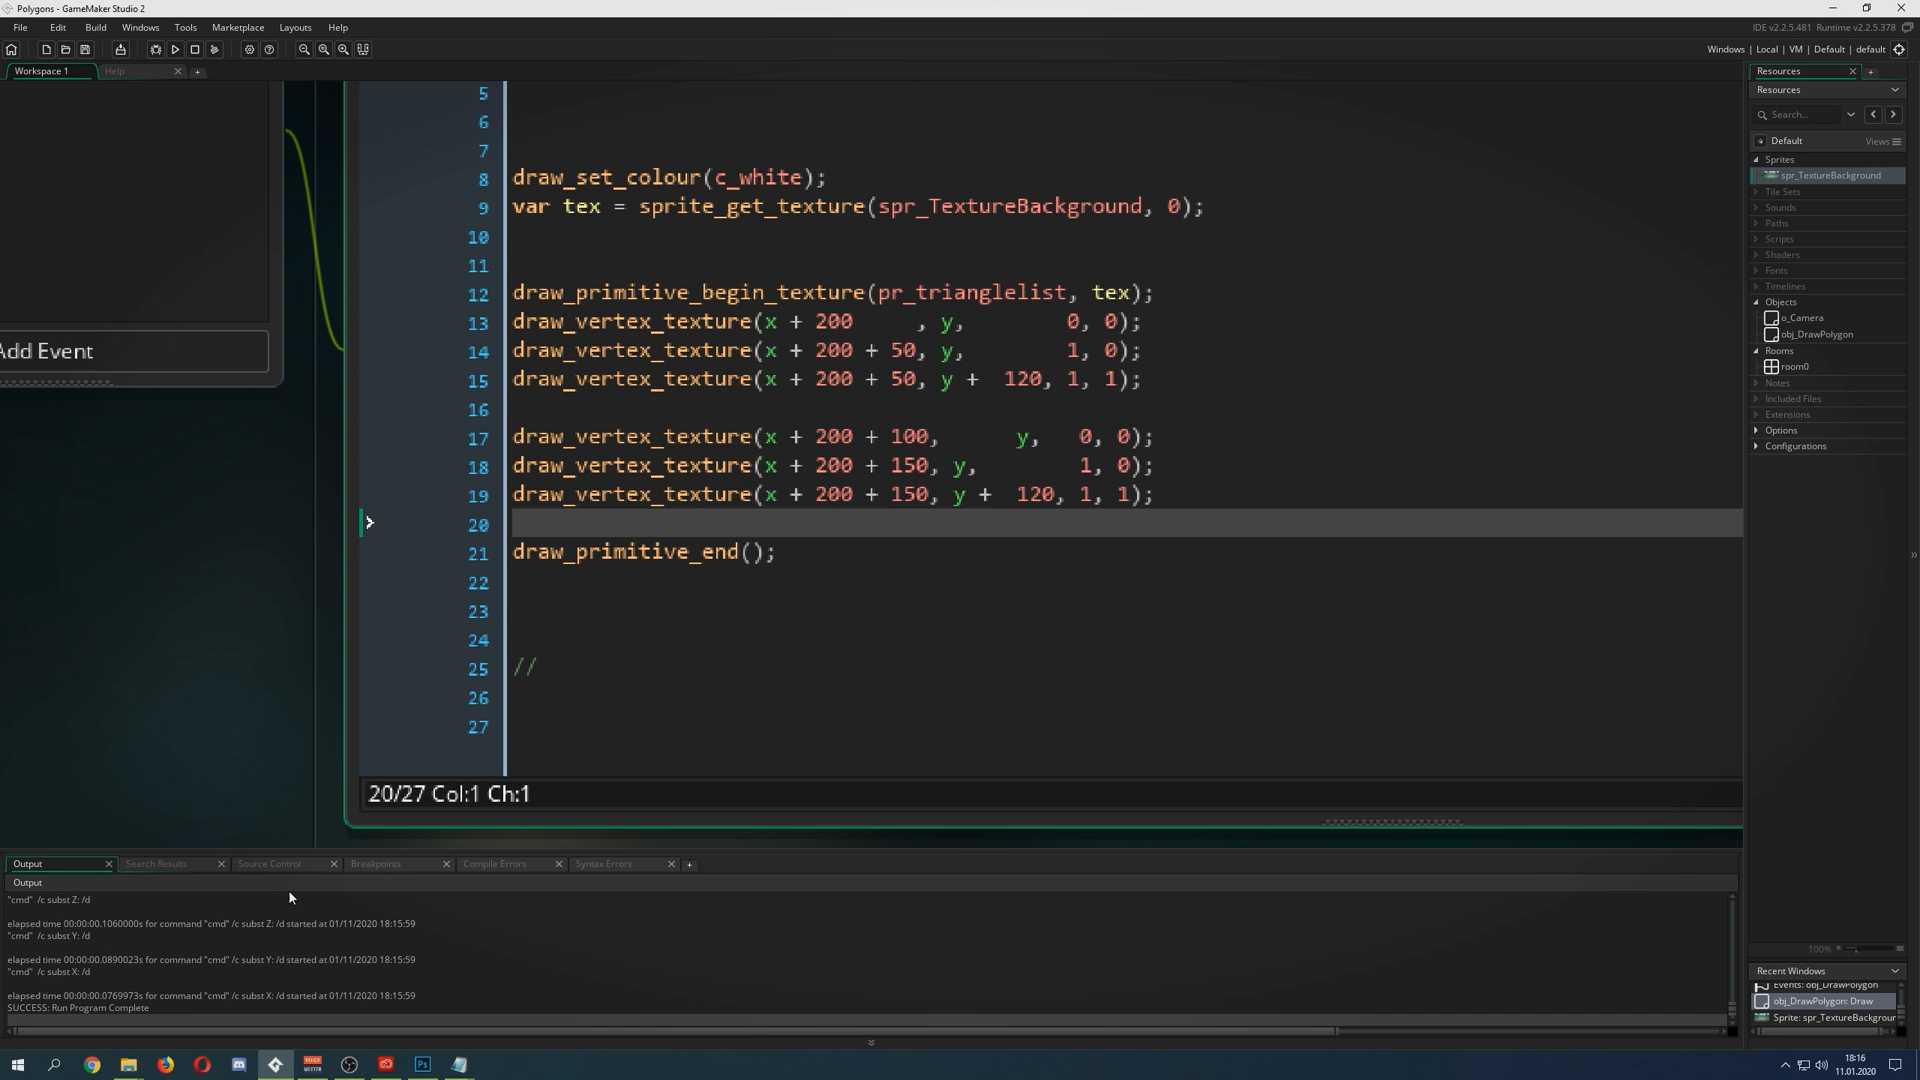 Polygons - GameMaker Studio 2
File Edit Build Windows Tools Marketplace Layouts Help
IDE v2.2.5.481 Runtime v2.2.5.378
Windows | Local | VM | Default | default
Workspace 1
Help
5
6
7
8 draw_set_colour(c_white);
9 var tex = sprite_get_texture(spr_TextureBackground, 0);
10
11
12 draw_primitive_begin_texture(pr_trianglelist, tex);
13 draw_vertex_texture(x + 200     , y,        0, 0);
14 draw_vertex_texture(x + 200 + 50, y,        1, 0);
15 draw_vertex_texture(x + 200 + 50, y +  120, 1, 1);
16
17 draw_vertex_texture(x + 200 + 100,      y,   0, 0);
18 draw_vertex_texture(x + 200 + 150, y,        1, 0);
19 draw_vertex_texture(x + 200 + 150, y +  120, 1, 1);
20
21 draw_primitive_end();
22
23
24
25 //
26
27
20/27 Col:1 Ch:1
Add Event
Resources
Resources
Search...
Default
Views
Sprites
spr_TextureBackground
Tile Sets
Sounds
Paths
Scripts
Shaders
Fonts
Timelines
Objects
o_Camera
obj_DrawPolygon
Rooms
room0
Notes
Included Files
Extensions
Options
Configurations
100%
Recent Windows
Events: obj_DrawPolygon
obj_DrawPolygon: Draw
Sprite: spr_TextureBackgroun
Output Search Results Source Control Breakpoints Compile Errors Syntax Errors
Output
"cmd"  /c subst Z: /d
elapsed time 00:00:00.1060000s for command "cmd" /c subst Z: /d started at 01/11/2020 18:15:59
"cmd"  /c subst Y: /d
elapsed time 00:00:00.0890023s for command "cmd" /c subst Y: /d started at 01/11/2020 18:15:59
"cmd"  /c subst X: /d
elapsed time 00:00:00.0769973s for command "cmd" /c subst X: /d started at 01/11/2020 18:15:59
SUCCESS: Run Program Complete
Ps
18:16
11.01.2020